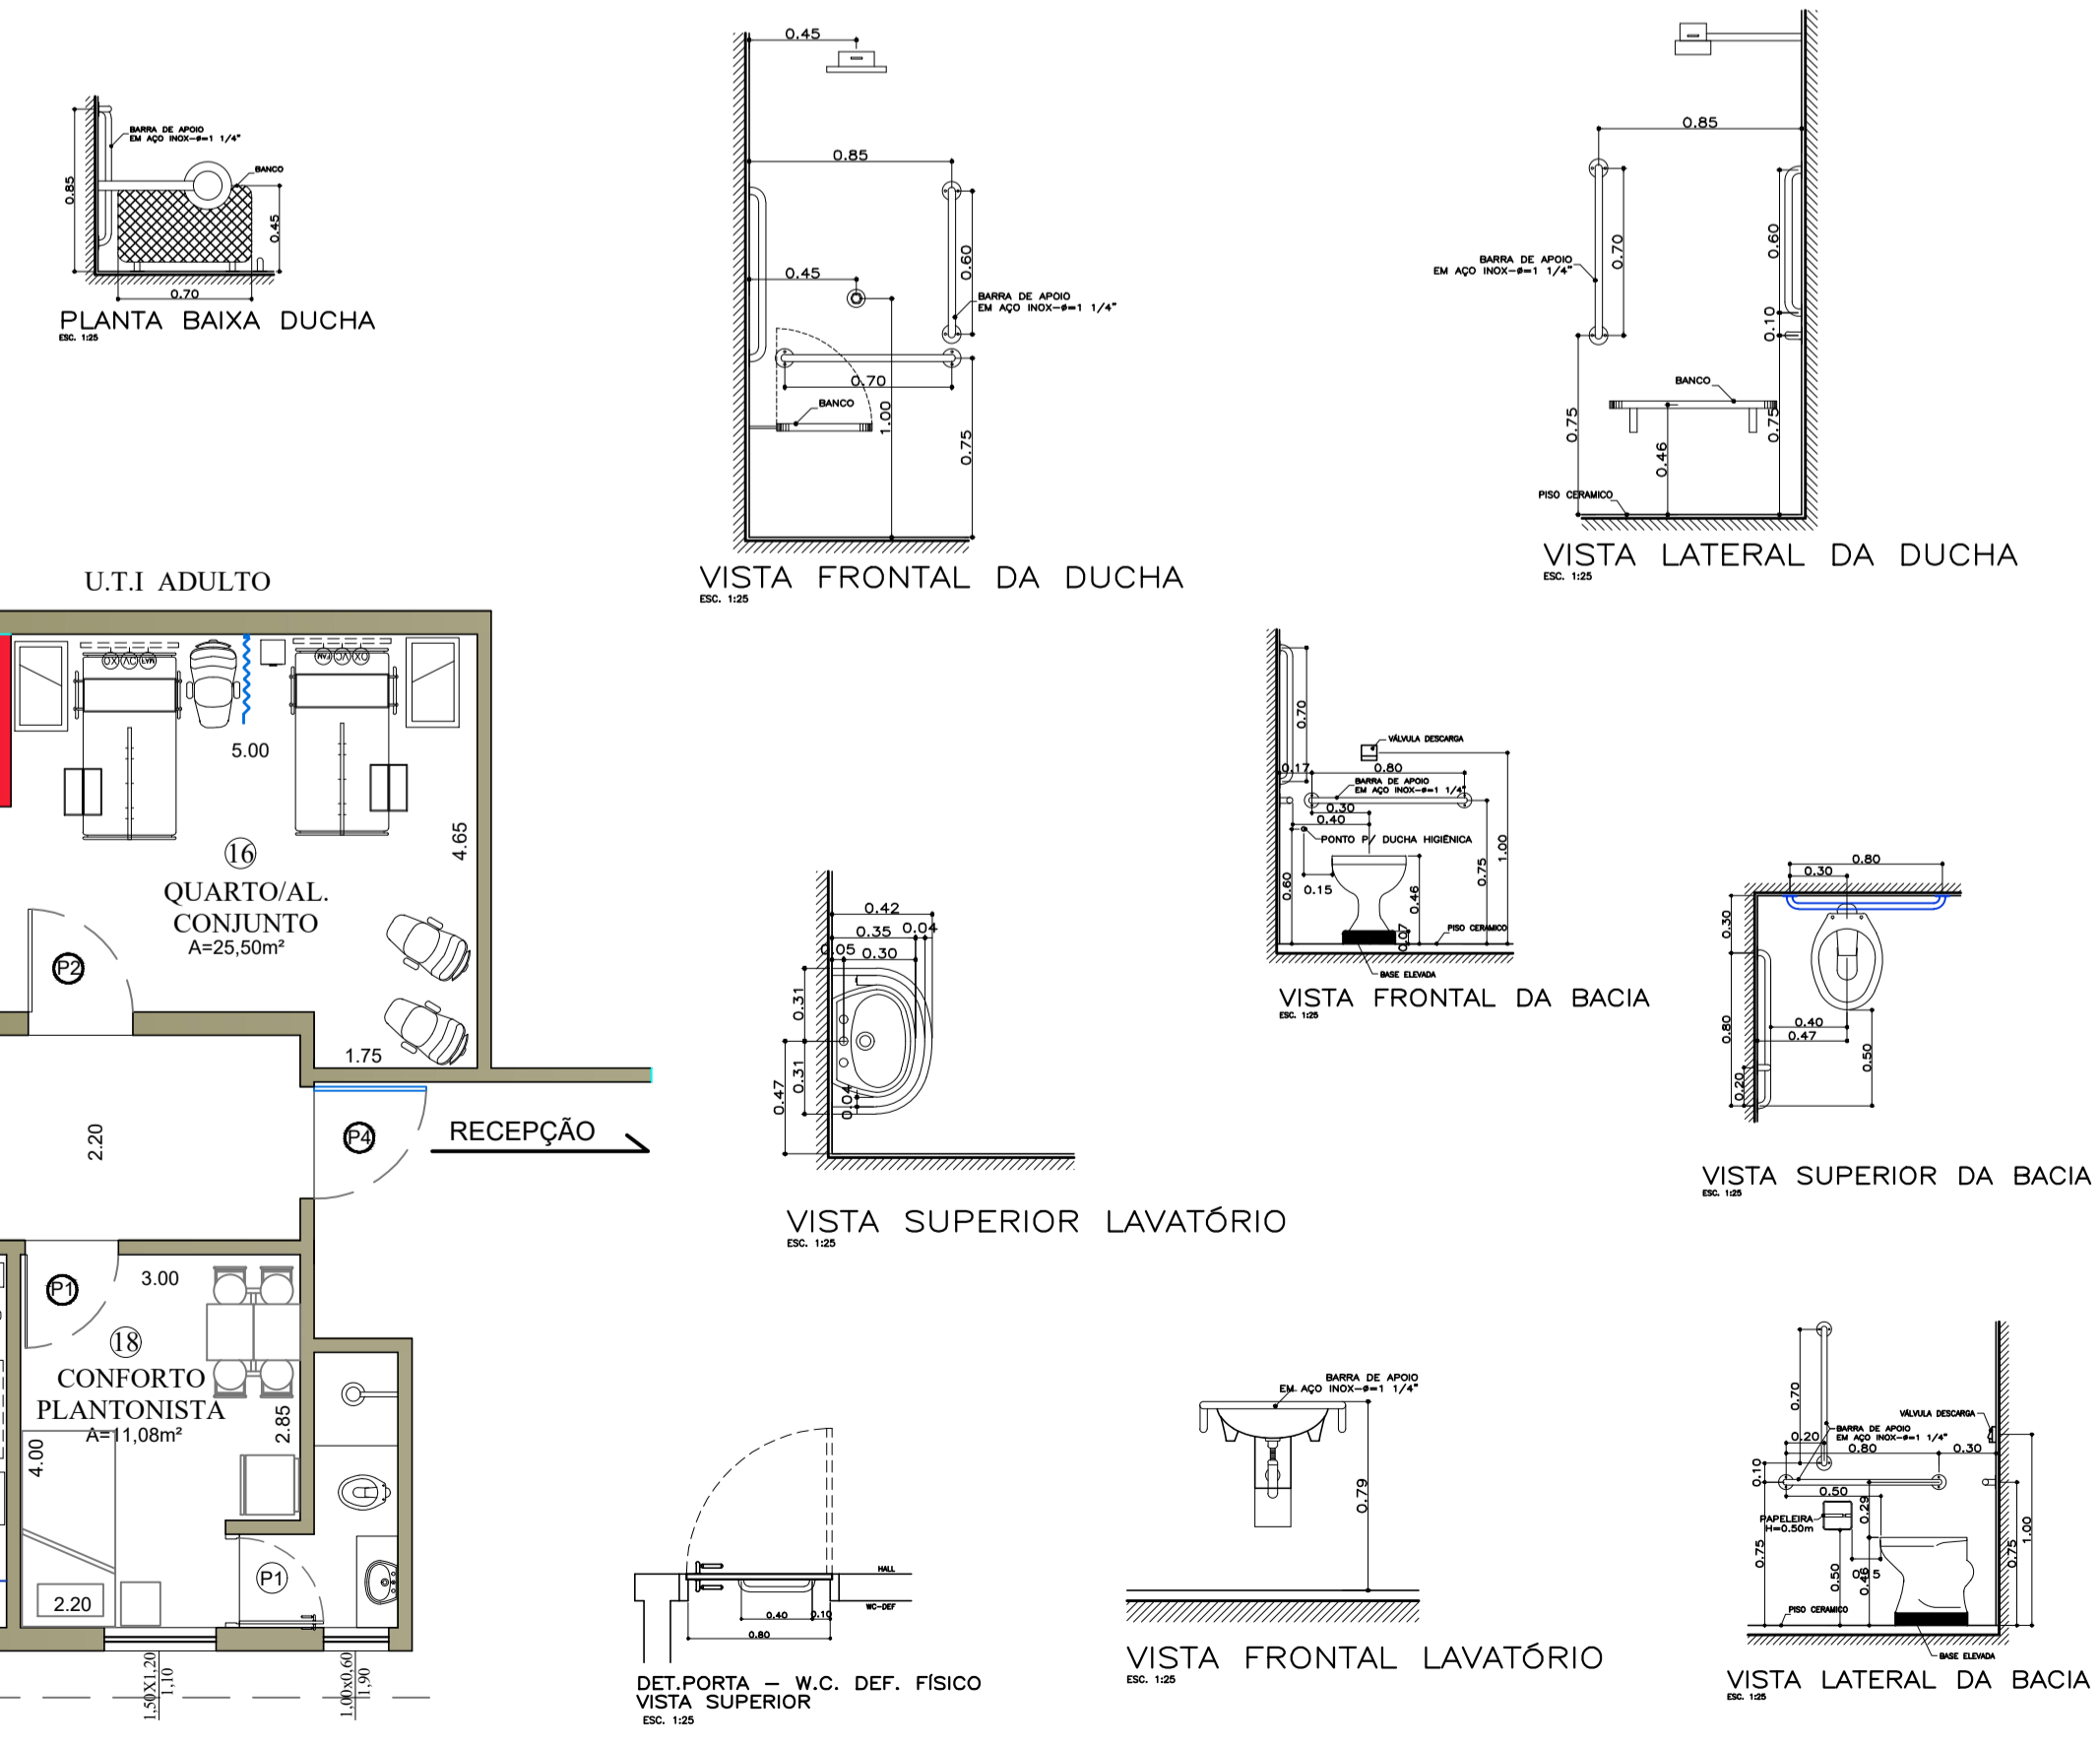 0.85
BARRA DE APOIO
EM AÇO INOX-ø=1 1/4"
BANCO
0.45
0.70
PLANTA BAIXA DUCHA
ESC. 1:25
0.45
0.85
0.60
0.45
BARRA DE APOIO
EM AÇO INOX-ø=1 1/4"
0.70
BANCO
1.00
0.75
VISTA FRONTAL DA DUCHA
ESC. 1:25
0.85
0.70
0.60
BARRA DE APOIO
EM AÇO INOX-ø=1 1/4"
0.10
BANCO
0.75
0.46
0.75
PISO CERAMICO
VISTA LATERAL DA DUCHA
ESC. 1:25
U.T.I ADULTO
OX
VC
FAM
5.00
4.65
16
QUARTO/AL.
CONJUNTO
A=25,50m²
P2
1.75
2.20
P4
RECEPÇÃO
P1
3.00
18
CONFORTO
PLANTONISTA
A=11,08m²
2.85
4.00
2.20
P1
1,50X1,20
1,10
1,00x0,60
1,90
0.42
0.35
0.04
0.05
0.30
0.31
0.31
0.47
0.04
VISTA SUPERIOR LAVATÓRIO
ESC. 1:25
0.70
VÁLVULA DESCARGA
0.17
0.80
BARRA DE APOIO
EM AÇO INOX-ø=1 1/4"
0.30
0.40
PONTO P/ DUCHA HIGIÊNICA
1.00
0.75
0.60
0.15
0.46
0.07
PISO CERAMICO
BASE ELEVADA
VISTA FRONTAL DA BACIA
ESC. 1:25
0.80
0.30
0.30
0.80
0.40
0.47
0.50
0.20
VISTA SUPERIOR DA BACIA
ESC. 1:25
HALL
WC-DEF
0.40
0.10
0.80
DET.PORTA – W.C. DEF. FÍSICO
VISTA SUPERIOR
ESC. 1:25
BARRA DE APOIO
EM AÇO INOX-ø=1 1/4"
0.79
VISTA FRONTAL LAVATÓRIO
ESC. 1:25
0.70
VÁLVULA DESCARGA
BARRA DE APOIO
EM AÇO INOX-ø=1 1/4"
0.20
0.80
0.30
0.10
0.50
0.29
PAPELEIRA
H=0.50m
1.00
0.75
0.75
0.50
0.46
PISO CERAMICO
BASE ELEVADA
VISTA LATERAL DA BACIA
ESC. 1:25